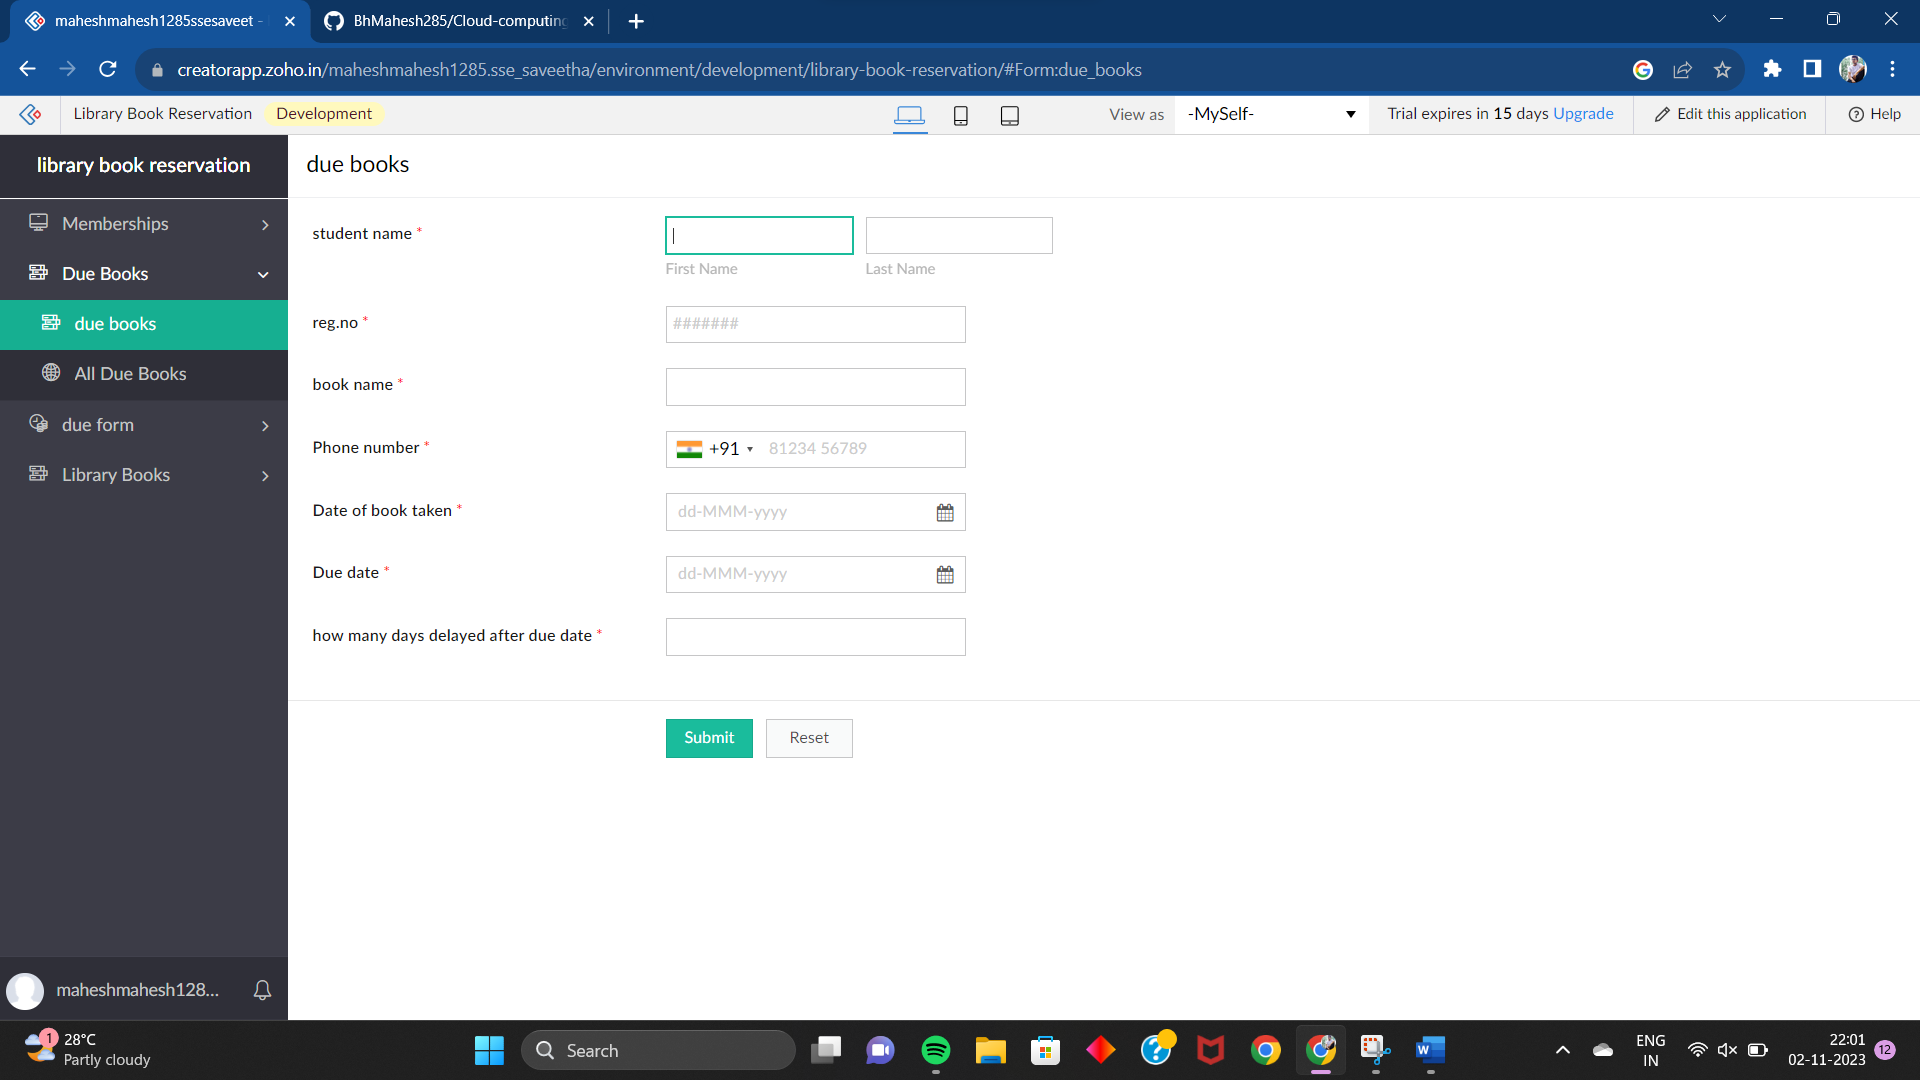 maheshmahesh1285ssesaveet -
BhMahesh285/Cloud-computing
creatorapp.zoho.in/maheshmahesh1285.sse_saveetha/environment/development/library-book-reservation/#Form:due_books
Library Book Reservation Development View as -MySelf- Trial expires in 15 days Upgrade Edit this application Help
library book reservation
Memberships
Due Books
due books
All Due Books
due form
Library Books
maheshmahesh128...
due books
student name *
First Name Last Name
reg.no * #######
book name *
Phone number * +91 81234 56789
Date of book taken * dd-MMM-yyyy
Due date * dd-MMM-yyyy
how many days delayed after due date *
Submit Reset
1 28°C
Partly cloudy
Search
W
ENG
IN
22:01
02-11-2023
12